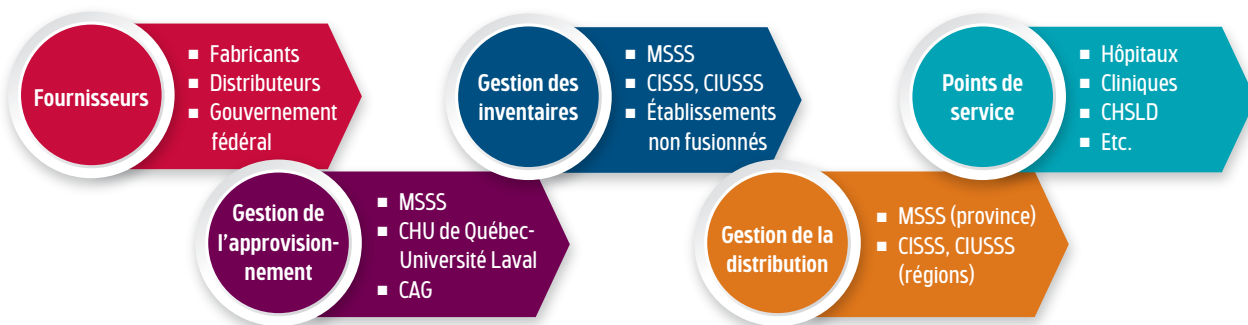 Fournisseurs
■ Fabricants
■ Distributeurs
■ Gouvernement
fédéral
Gestion de
l'approvision-
nement
■ MSSS
■ CHU de Québec-
Université Laval
■ CAG
Gestion des
inventaires
■ MSSS
■ CISSS, CIUSSS
■ Établissements
non fusionnés
Gestion de la
distribution
■ MSSS (province)
■ CISSS, CIUSSS
(régions)
Points de
service
■ Hôpitaux
■ Cliniques
■ CHSLD
■ Etc.